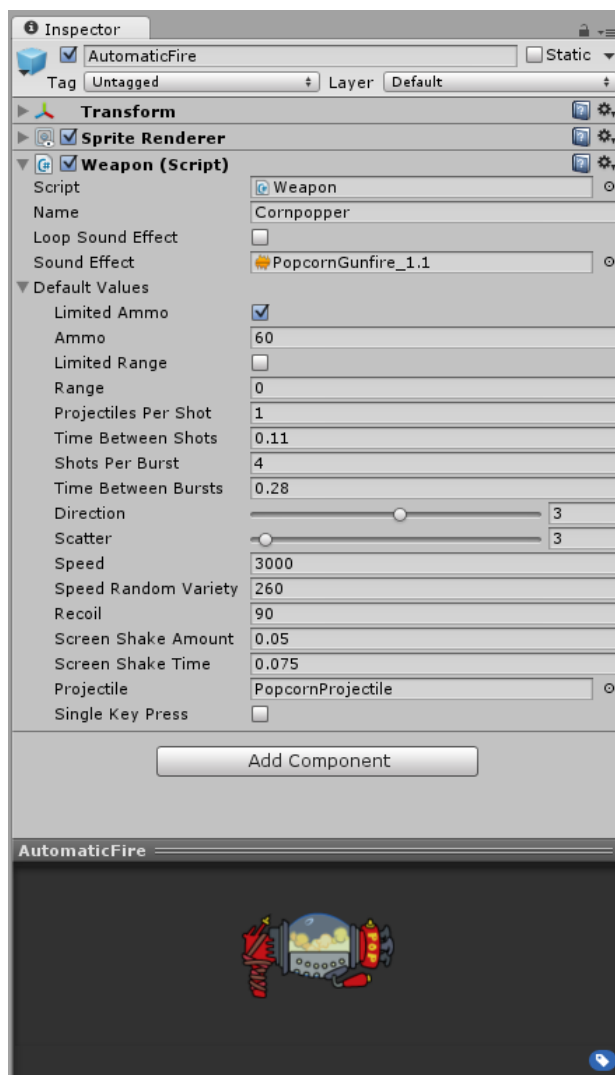 Inspector
AutomaticFire Static
Tag Untagged Layer Default
Transform
Sprite Renderer
Weapon (Script)
Script Weapon
Name Cornpopper
Loop Sound Effect
Sound Effect PopcornGunfire_1.1
Default Values
Limited Ammo
Ammo 60
Limited Range
Range 0
Projectiles Per Shot 1
Time Between Shots 0.11
Shots Per Burst 4
Time Between Bursts 0.28
Direction 3
Scatter 3
Speed 3000
Speed Random Variety 260
Recoil 90
Screen Shake Amount 0.05
Screen Shake Time 0.075
Projectile PopcornProjectile
Single Key Press
Add Component
AutomaticFire
POP